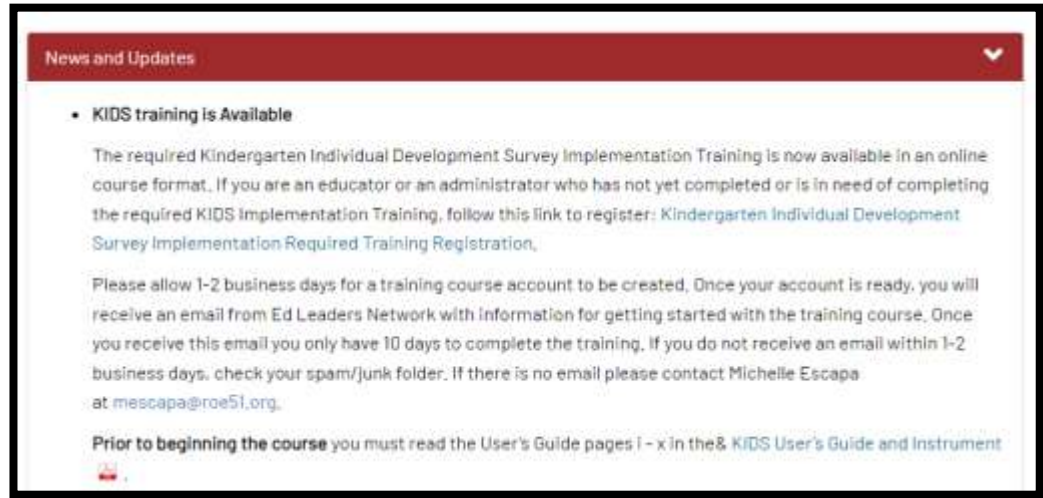 News and Updates
• KIDS training is Available
The required Kindergarten Individual Development Survey Implementation Training is now available in an online
course format. If you are an educator or an administrator who has not yet completed or is in need of completing
the required KIDS Implementation Training, follow this link to register: Kindergarten Individual Development
Survey Implementation Required Training Registration.
Please allow 1-2 business days for a training course account to be created. Once your account is ready, you will
receive an email from Ed Leaders Network with information for getting started with the training course. Once
you receive this email you only have 10 days to complete the training. If you do not receive an email within 1-2
business days, check your spam/junk folder. If there is no email please contact Michelle Escapa
at mescapa@roe51.org.
Prior to beginning the course you must read the User's Guide pages i - x in the& KIDS User's Guide and Instrument
.